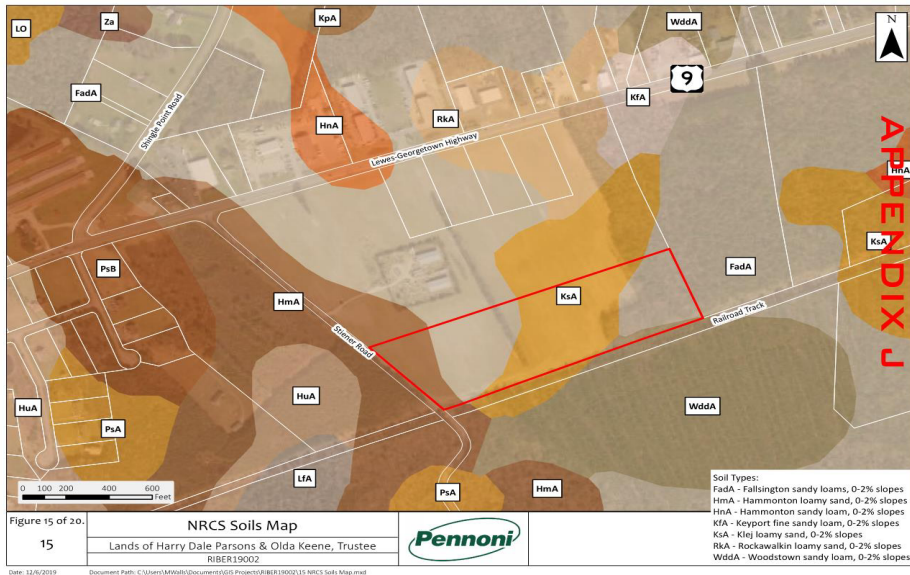 LO
Za
KpA
WddA
N
9
FadA
HnA
RkA
KfA
Shingle Point Road
Lewes-Georgetown Highway
APPENDIX J
HnA
KsA
PsB
HmA
KsA
FadA
Railroad Track
Stiener Road
HuA
HuA
PsA
WddA
LfA
PsA
HmA
0 100 200 400 600
Feet
Soil Types:
FadA - Fallsington sandy loams, 0-2% slopes
HmA - Hammonton loamy sand, 0-2% slopes
HnA - Hammonton sandy loam, 0-2% slopes
KfA - Keyport fine sandy loam, 0-2% slopes
KsA - Klej loamy sand, 0-2% slopes
RkA - Rockawalkin loamy sand, 0-2% slopes
WddA - Woodstown sandy loam, 0-2% slopes
Figure 15 of 20.
15
NRCS Soils Map
Lands of Harry Dale Parsons & Olda Keene, Trustee
RIBER19002
Pennoni
Date: 12/6/2019
Document Path: C:\Users\MWalls\Documents\GIS Projects\RIBER19002\15 NRCS Soils Map.mxd